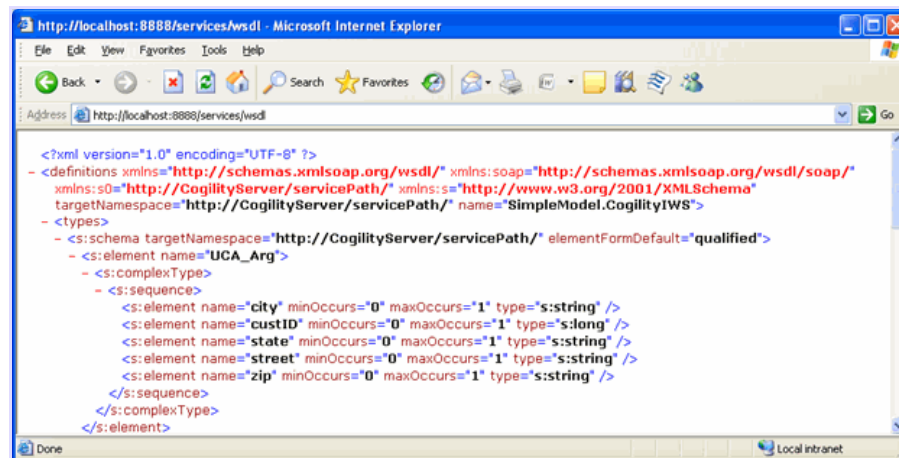 http://localhost:8888/services/wsdl - Microsoft Internet Explorer
File Edit View Favorites Tools Help
Back Search Favorites
Address http://localhost:8888/services/wsdl Go
<?xml version="1.0" encoding="UTF-8" ?>
- <definitions xmlns="http://schemas.xmlsoap.org/wsdl/" xmlns:soap="http://schemas.xmlsoap.org/wsdl/soap/"
xmlns:s0="http://CogilityServer/servicePath/" xmlns:s="http://www.w3.org/2001/XMLSchema"
targetNamespace="http://CogilityServer/servicePath/" name="SimpleModel.CogilityIWS">
- <types>
- <s:schema targetNamespace="http://CogilityServer/servicePath/" elementFormDefault="qualified">
- <s:element name="UCA_Arg">
- <s:complexType>
- <s:sequence>
<s:element name="city" minOccurs="0" maxOccurs="1" type="s:string" />
<s:element name="custID" minOccurs="0" maxOccurs="1" type="s:long" />
<s:element name="state" minOccurs="0" maxOccurs="1" type="s:string" />
<s:element name="street" minOccurs="0" maxOccurs="1" type="s:string" />
<s:element name="zip" minOccurs="0" maxOccurs="1" type="s:string" />
</s:sequence>
</s:complexType>
</s:element>
Done Local intranet